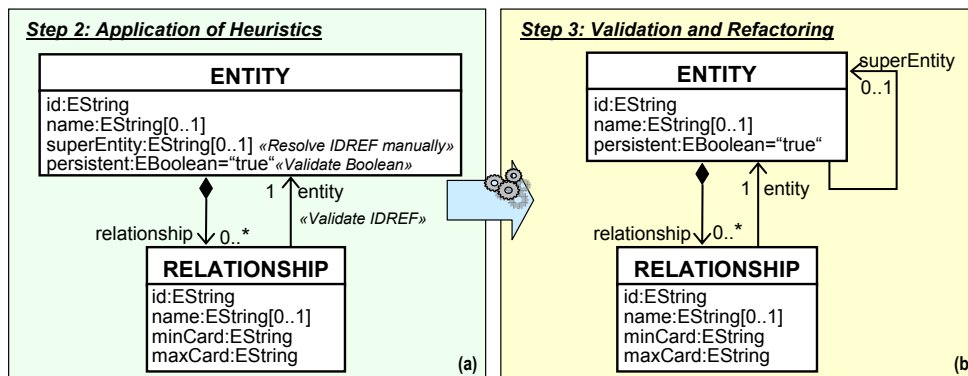 Step 2: Application of Heuristics
ENTITY
id:EString
name:EString[0..1]
superEntity:EString[0..1] «Resolve IDREF manually»
persistent:EBoolean=“true“ «Validate Boolean»
1 entity
«Validate IDREF»
relationship 0..*
RELATIONSHIP
id:EString
name:EString[0..1]
minCard:EString
maxCard:EString
(a)
Step 3: Validation and Refactoring
superEntity
0..1
ENTITY
id:EString
name:EString[0..1]
persistent:EBoolean=“true“
1 entity
relationship 0..*
RELATIONSHIP
id:EString
name:EString[0..1]
minCard:EString
maxCard:EString
(b)